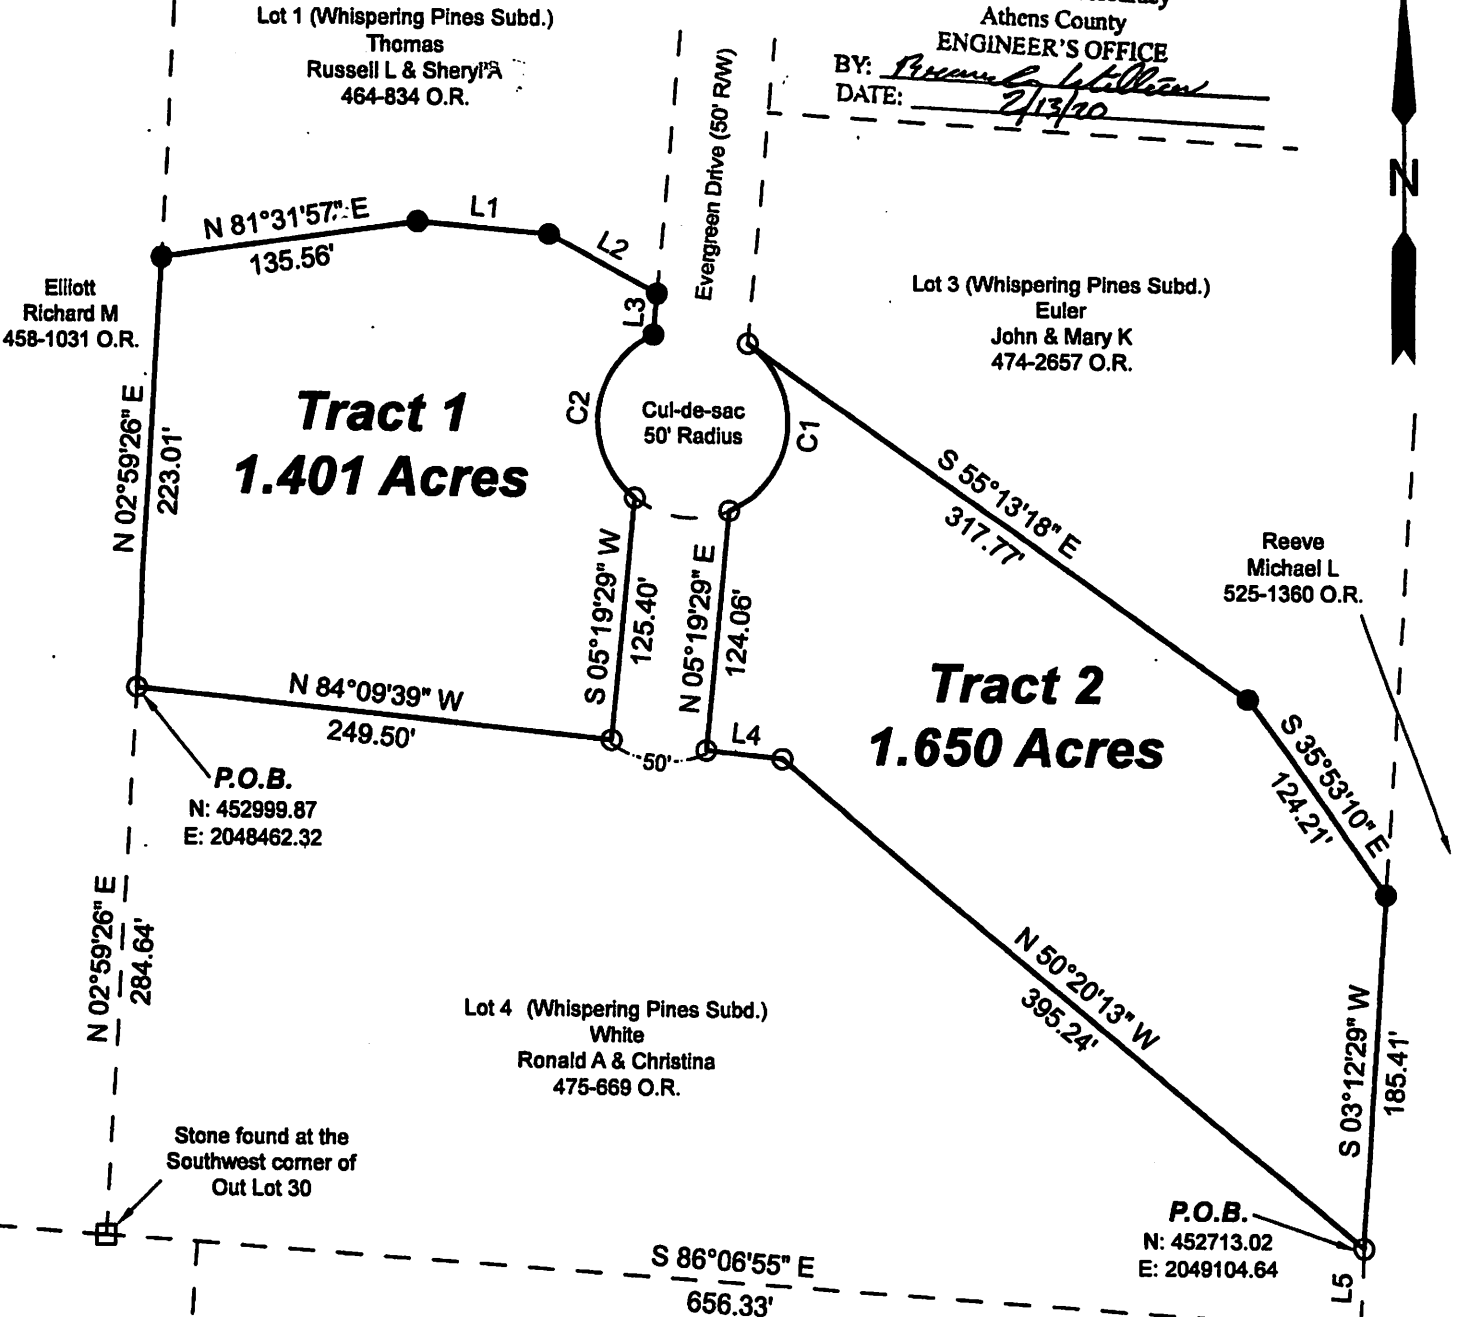 Lot 1 (Whispering Pines Subd.)
Thomas
Russell L & Sheryl A
464-834 O.R.
Athens County
ENGINEER'S OFFICE
BY:
DATE: 2/13/20
Evergreen Drive (50' R/W)
N
N 81°31'57" E
135.56'
L1
L2
L3
Elliott
Richard M
458-1031 O.R.
Lot 3 (Whispering Pines Subd.)
Euler
John & Mary K
474-2657 O.R.
N 02°59'26" E
223.01'
Tract 1
1.401 Acres
C2
Cul-de-sac
50' Radius
C1
S 55°13'18" E
317.77'
Reeve
Michael L
525-1360 O.R.
S 05°19'29" W
125.40'
N 05°19'29" E
124.06'
N 84°09'39" W
249.50'
50'
L4
Tract 2
1.650 Acres
S 35°53'10" E
124.21'
P.O.B.
N: 452999.87
E: 2048462.32
N 02°59'26" E
284.64'
N 50°20'13" W
395.24'
S 03°12'29" W
185.41'
Lot 4 (Whispering Pines Subd.)
White
Ronald A & Christina
475-669 O.R.
Stone found at the
Southwest corner of
Out Lot 30
P.O.B.
N: 452713.02
E: 2049104.64
L5
S 86°06'55" E
656.33'